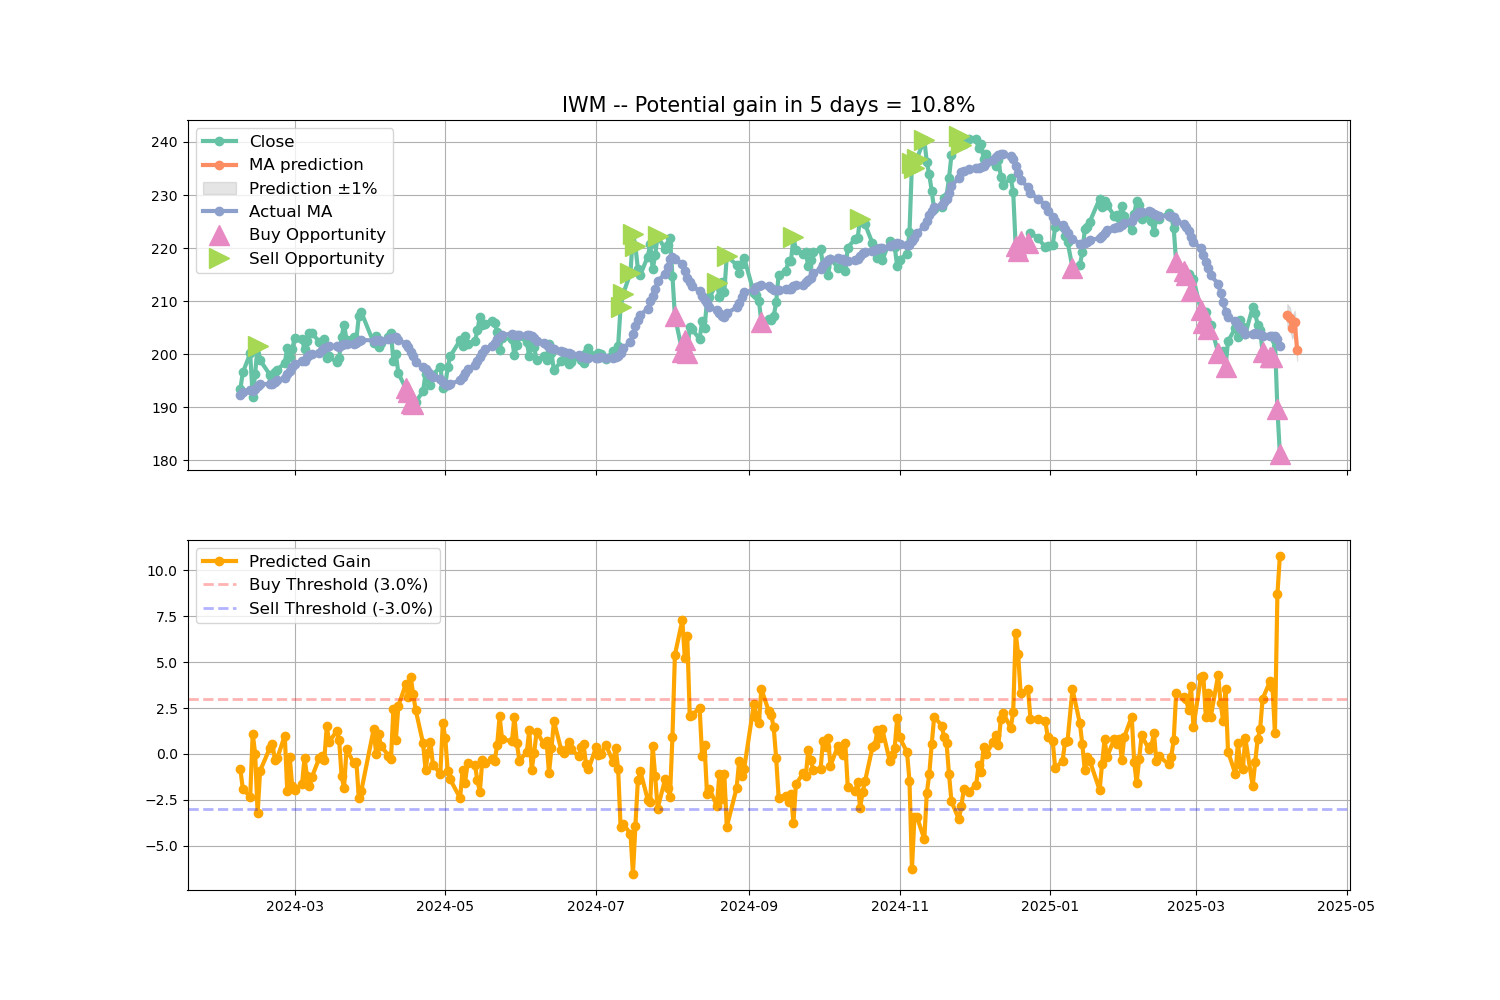 IWM -- Potential gain in 5 days = 10.8%
Close
MA prediction
Prediction ±1%
Actual MA
Buy Opportunity
Sell Opportunity
240
230
220
210
200
190
180
Predicted Gain
Buy Threshold (3.0%)
Sell Threshold (-3.0%)
10.0
7.5
5.0
2.5
0.0
−2.5
−5.0
2024-03 2024-05 2024-07 2024-09 2024-11 2025-01 2025-03 2025-05